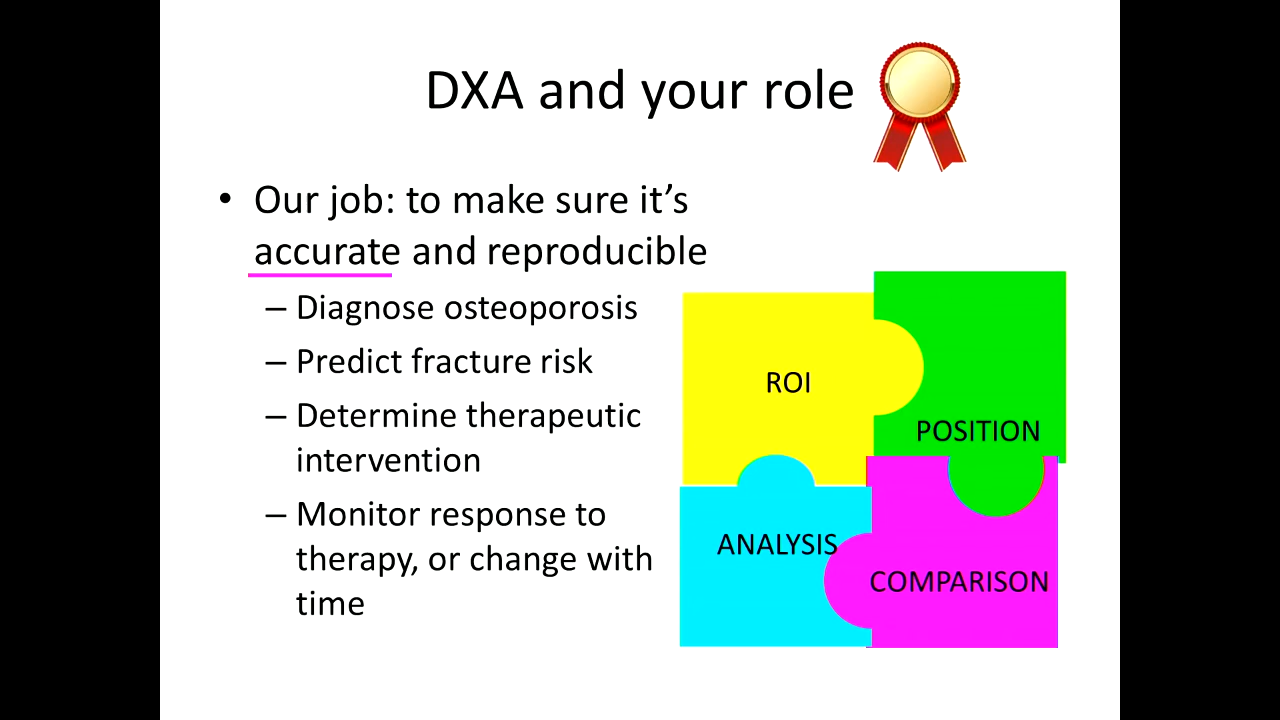 DXA and your role
• Our job: to make sure it’s
accurate and reproducible
– Diagnose osteoporosis
– Predict fracture risk
– Determine therapeutic
intervention
– Monitor response to
therapy, or change with
time
ROI
POSITION
ANALYSIS
COMPARISON